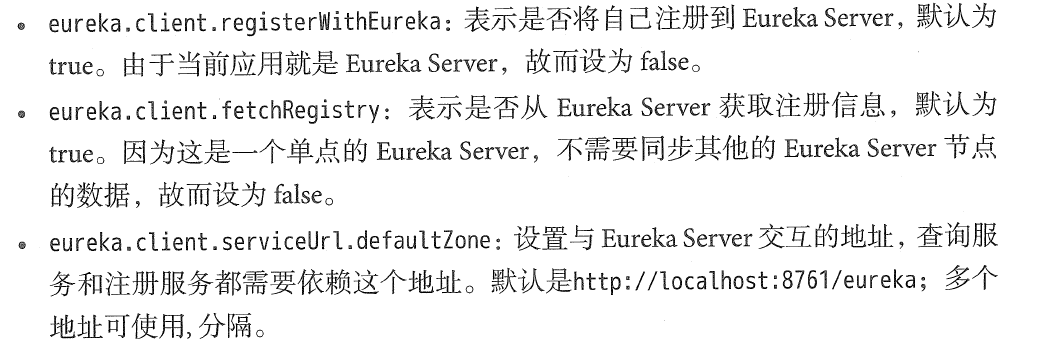 • eureka.client.registerWithEureka：表示是否将自己注册到 Eureka Server，默认为
true。由于当前应用就是 Eureka Server，故而设为 false。
• eureka.client.fetchRegistry：表示是否从 Eureka Server 获取注册信息，默认为
true。因为这是一个单点的 Eureka Server，不需要同步其他的 Eureka Server 节点
的数据，故而设为 false。
• eureka.client.serviceUrl.defaultZone：设置与 Eureka Server 交互的地址，查询服
务和注册服务都需要依赖这个地址。默认是http://localhost:8761/eureka；多个
地址可使用, 分隔。